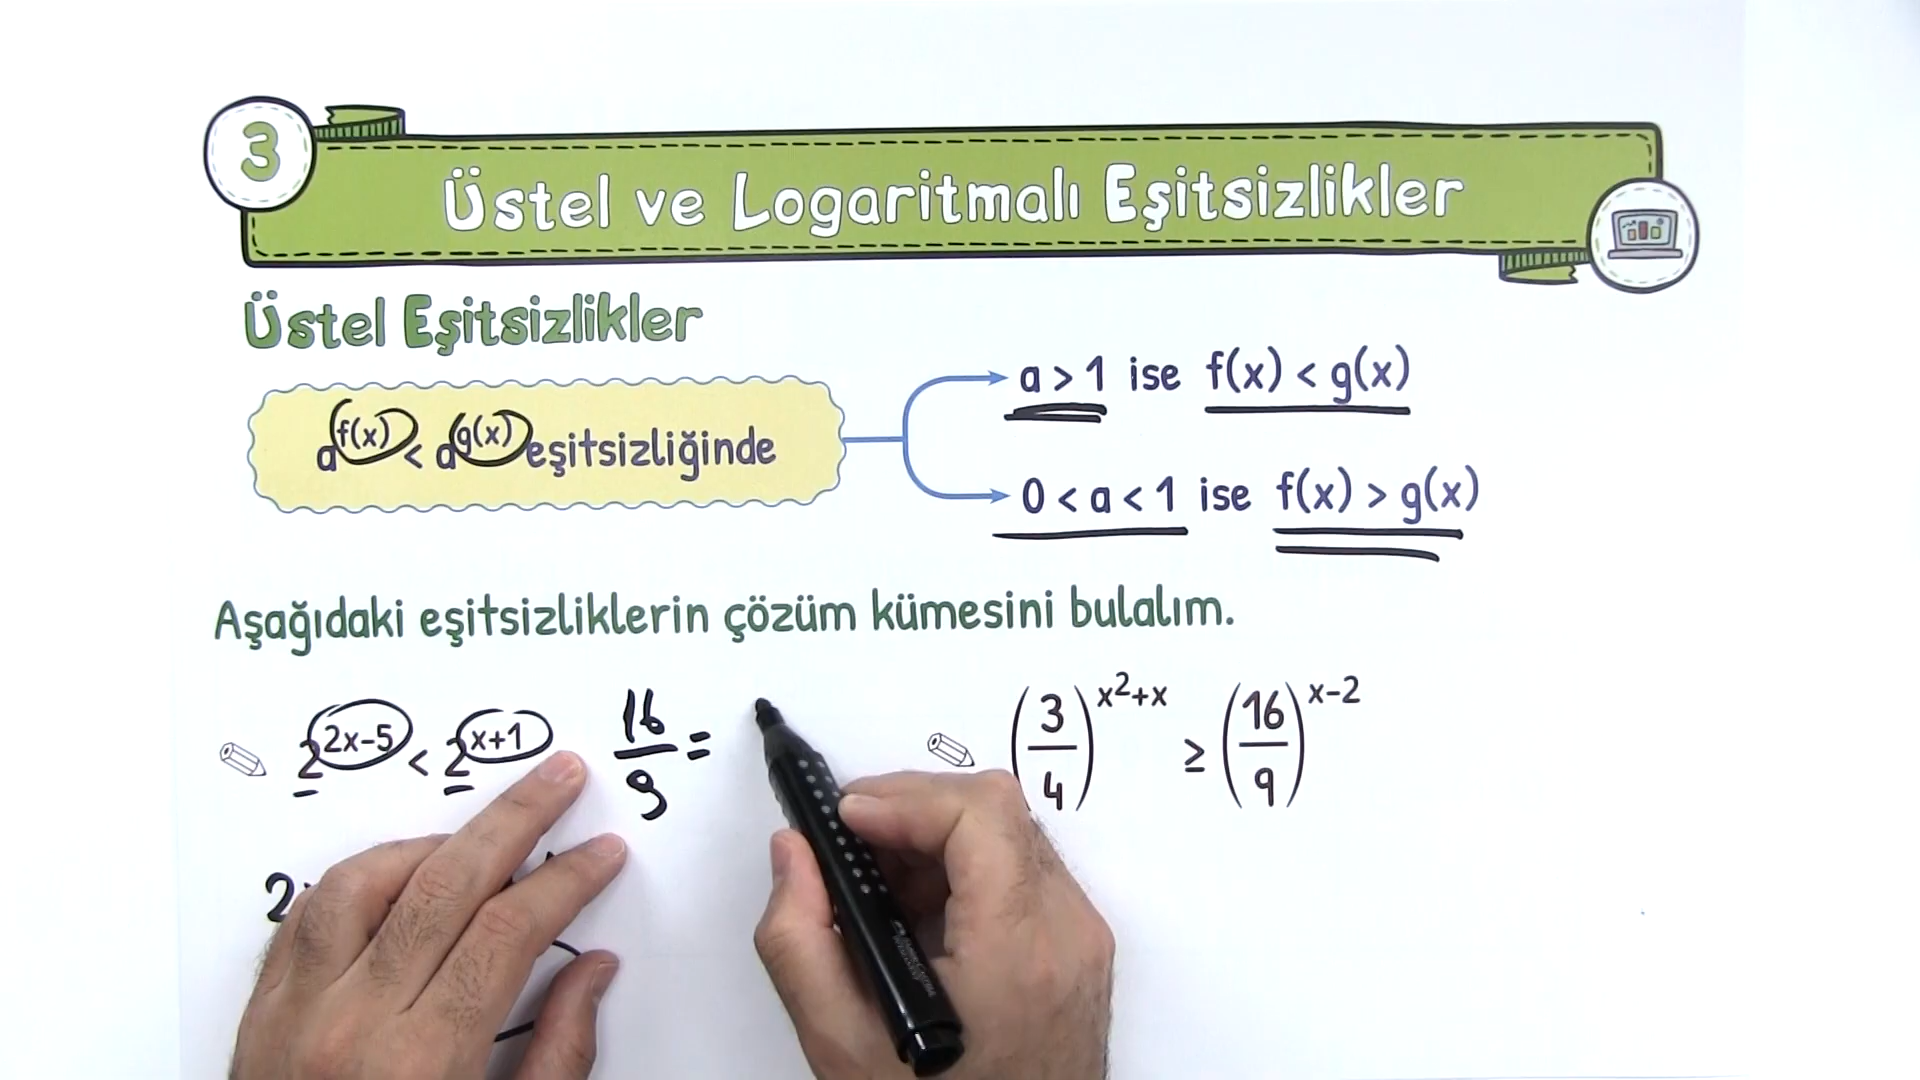 3
Üstel ve Logaritmalı Eşitsizlikler
Üstel Eşitsizlikler
a^f(x) < a^g(x) eşitsizliğinde
a > 1 ise f(x) < g(x)
0 < a < 1 ise f(x) > g(x)
Aşağıdaki eşitsizliklerin çözüm kümesini bulalım.
2^2x−5 < 2^x+1
16/9 =
(3/4)^x²+x ≥ (16/9)^x−2
2